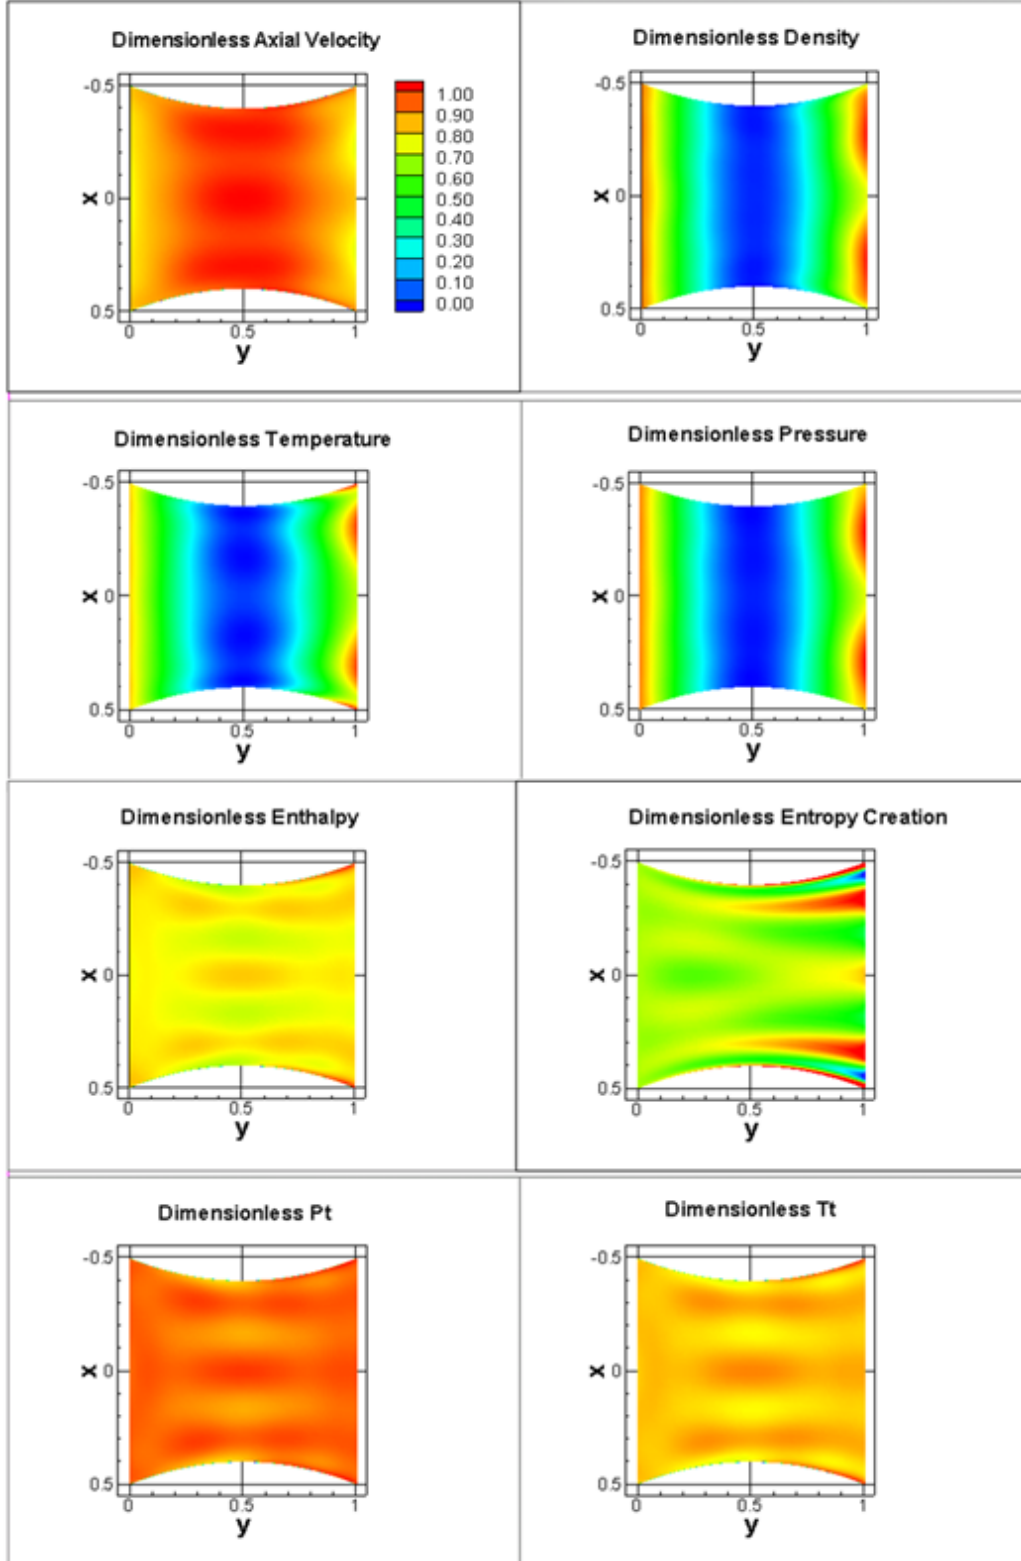 Dimensionless Axial Velocity
-0.5
x 0
0.5
0 0.5 1
y
1.00
0.90
0.80
0.70
0.60
0.50
0.40
0.30
0.20
0.10
0.00
Dimensionless Density
-0.5
x 0
0.5
0 0.5 1
y
Dimensionless Temperature
-0.5
x 0
0.5
0 0.5 1
y
Dimensionless Pressure
-0.5
x 0
0.5
0 0.5 1
y
Dimensionless Enthalpy
-0.5
x 0
0.5
0 0.5 1
y
Dimensionless Entropy Creation
-0.5
x 0
0.5
0 0.5 1
y
Dimensionless Pt
-0.5
x 0
0.5
0 0.5 1
y
Dimensionless Tt
-0.5
x 0
0.5
0 0.5 1
y